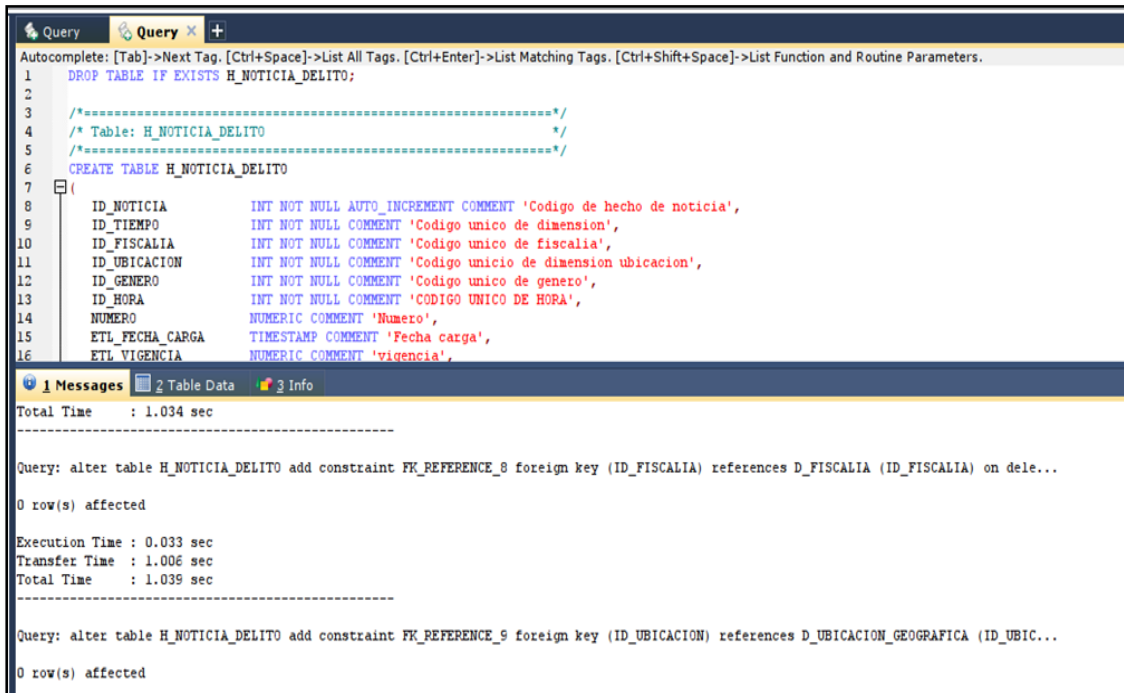 Query Query
Autocomplete: [Tab]->Next Tag. [Ctrl+Space]->List All Tags. [Ctrl+Enter]->List Matching Tags. [Ctrl+Shift+Space]->List Function and Routine Parameters.
1 DROP TABLE IF EXISTS H_NOTICIA_DELITO;
2
3 /*==============================================================*/
4 /* Table: H_NOTICIA_DELITO */
5 /*==============================================================*/
6 CREATE TABLE H_NOTICIA_DELITO
7 (
8 ID_NOTICIA INT NOT NULL AUTO_INCREMENT COMMENT 'Codigo de hecho de noticia',
9 ID_TIEMPO INT NOT NULL COMMENT 'Codigo unico de dimension',
10 ID_FISCALIA INT NOT NULL COMMENT 'Codigo unico de fiscalia',
11 ID_UBICACION INT NOT NULL COMMENT 'Codigo unicio de dimension ubicacion',
12 ID_GENERO INT NOT NULL COMMENT 'Codigo unico de genero',
13 ID_HORA INT NOT NULL COMMENT 'CODIGO UNICO DE HORA',
14 NUMERO NUMERIC COMMENT 'Numero',
15 ETL_FECHA_CARGA TIMESTAMP COMMENT 'Fecha carga',
16 ETL_VIGENCIA NUMERIC COMMENT 'vigencia',
1 Messages 2 Table Data 3 Info
Total Time : 1.034 sec
--------------------------------------------------
Query: alter table H_NOTICIA_DELITO add constraint FK_REFERENCE_8 foreign key (ID_FISCALIA) references D_FISCALIA (ID_FISCALIA) on dele...
0 row(s) affected
Execution Time : 0.033 sec
Transfer Time : 1.006 sec
Total Time : 1.039 sec
--------------------------------------------------
Query: alter table H_NOTICIA_DELITO add constraint FK_REFERENCE_9 foreign key (ID_UBICACION) references D_UBICACION_GEOGRAFICA (ID_UBIC...
0 row(s) affected